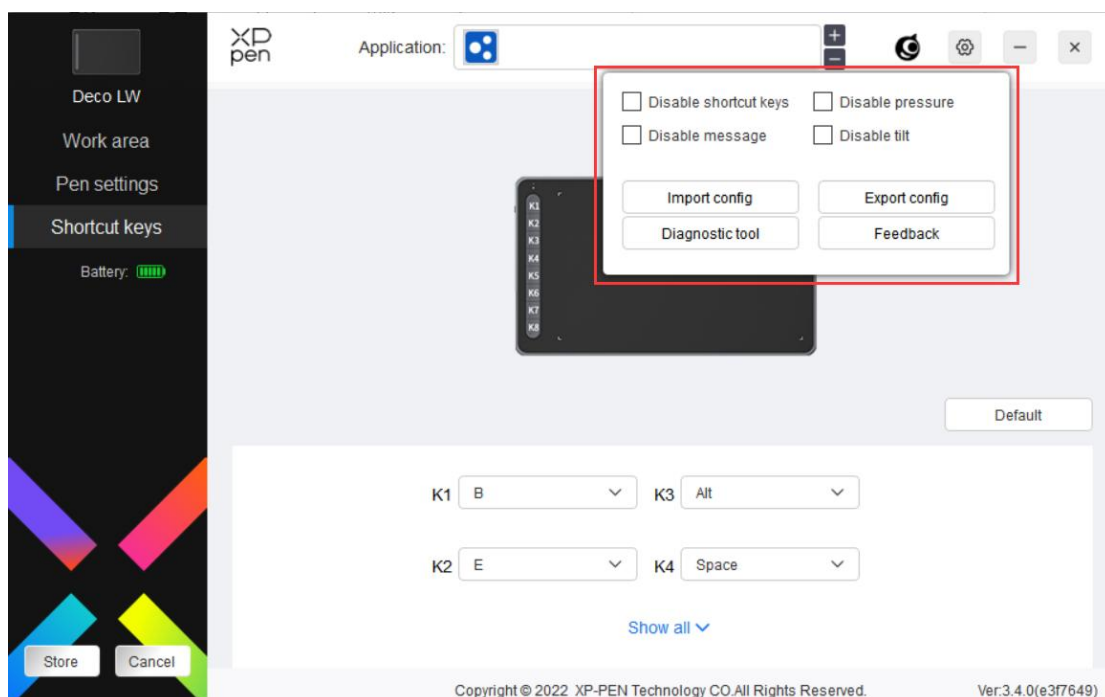 XP
pen
Application:
Deco LW
Work area
Pen settings
Shortcut keys
Battery:
Disable shortcut keys
Disable pressure
Disable message
Disable tilt
Import config
Export config
Diagnostic tool
Feedback
K1
K2
K3
K4
K5
K6
K7
K8
Default
K1 B
K3 Alt
K2 E
K4 Space
Show all
Store
Cancel
Copyright © 2022 XP-PEN Technology CO.All Rights Reserved.
Ver:3.4.0(e3f7649)